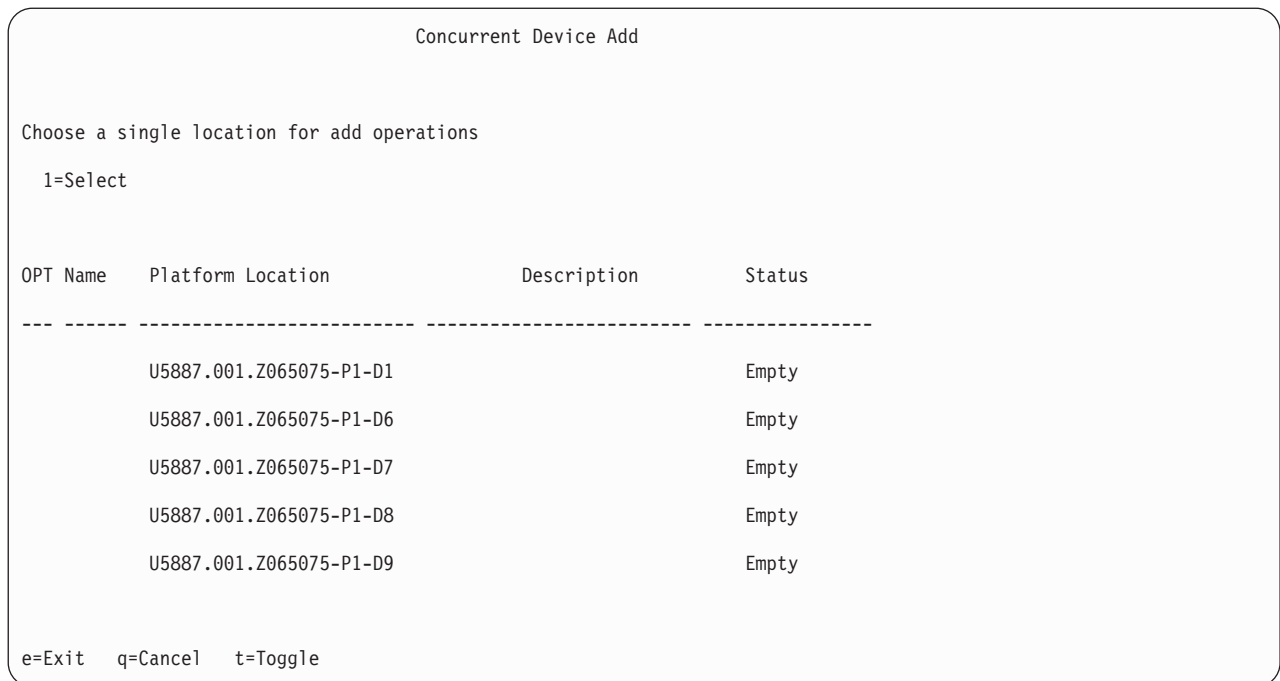 Concurrent Device Add
Choose a single location for add operations
1=Select
OPT Name Platform Location Description Status
--- ------ -------------------------- ------------------------- ----------------
U5887.001.Z065075-P1-D1 Empty
U5887.001.Z065075-P1-D6 Empty
U5887.001.Z065075-P1-D7 Empty
U5887.001.Z065075-P1-D8 Empty
U5887.001.Z065075-P1-D9 Empty
e=Exit q=Cancel t=Toggle